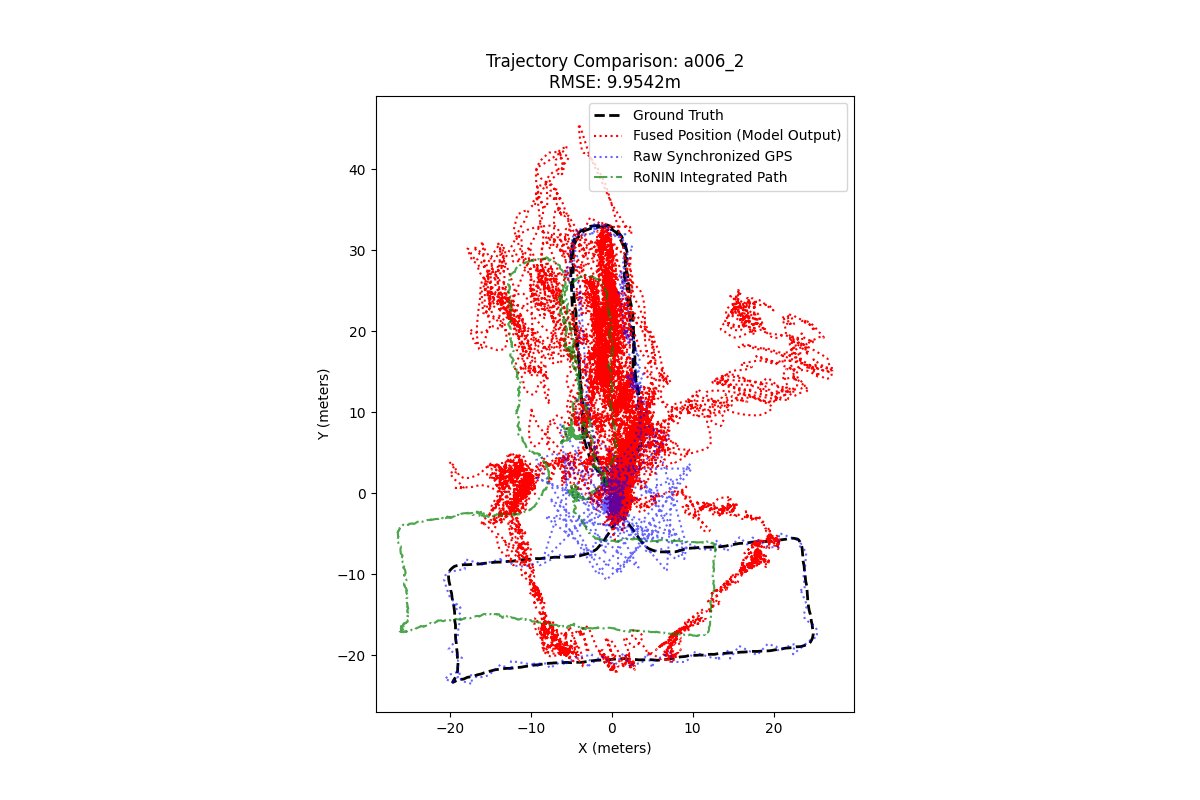 Trajectory Comparison: a006_2
RMSE: 9.9542m
Ground Truth
Fused Position (Model Output)
Raw Synchronized GPS
RoNIN Integrated Path
40
30
20
10
0
−10
−20
Y (meters)
−20 −10 0 10 20
X (meters)